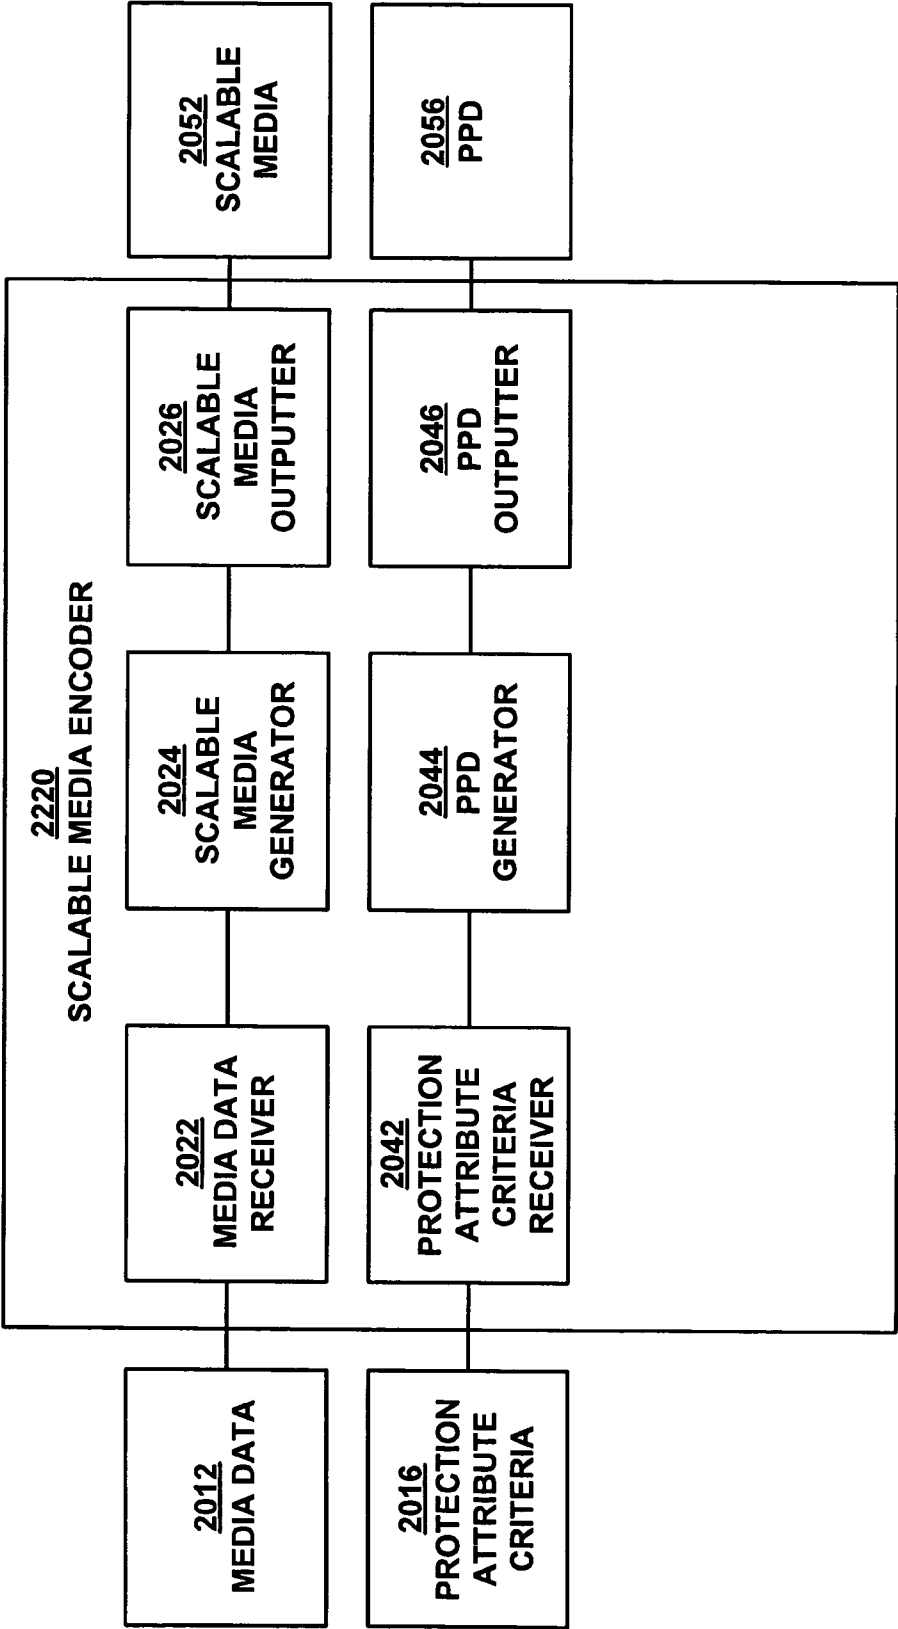 2220
SCALABLE MEDIA ENCODER
2012
MEDIA DATA
2022
MEDIA DATA
RECEIVER
2024
SCALABLE
MEDIA
GENERATOR
2026
SCALABLE
MEDIA
OUTPUTTER
2052
SCALABLE
MEDIA
2016
PROTECTION
ATTRIBUTE
CRITERIA
2042
PROTECTION
ATTRIBUTE
CRITERIA
RECEIVER
2044
PPD
GENERATOR
2046
PPD
OUTPUTTER
2056
PPD